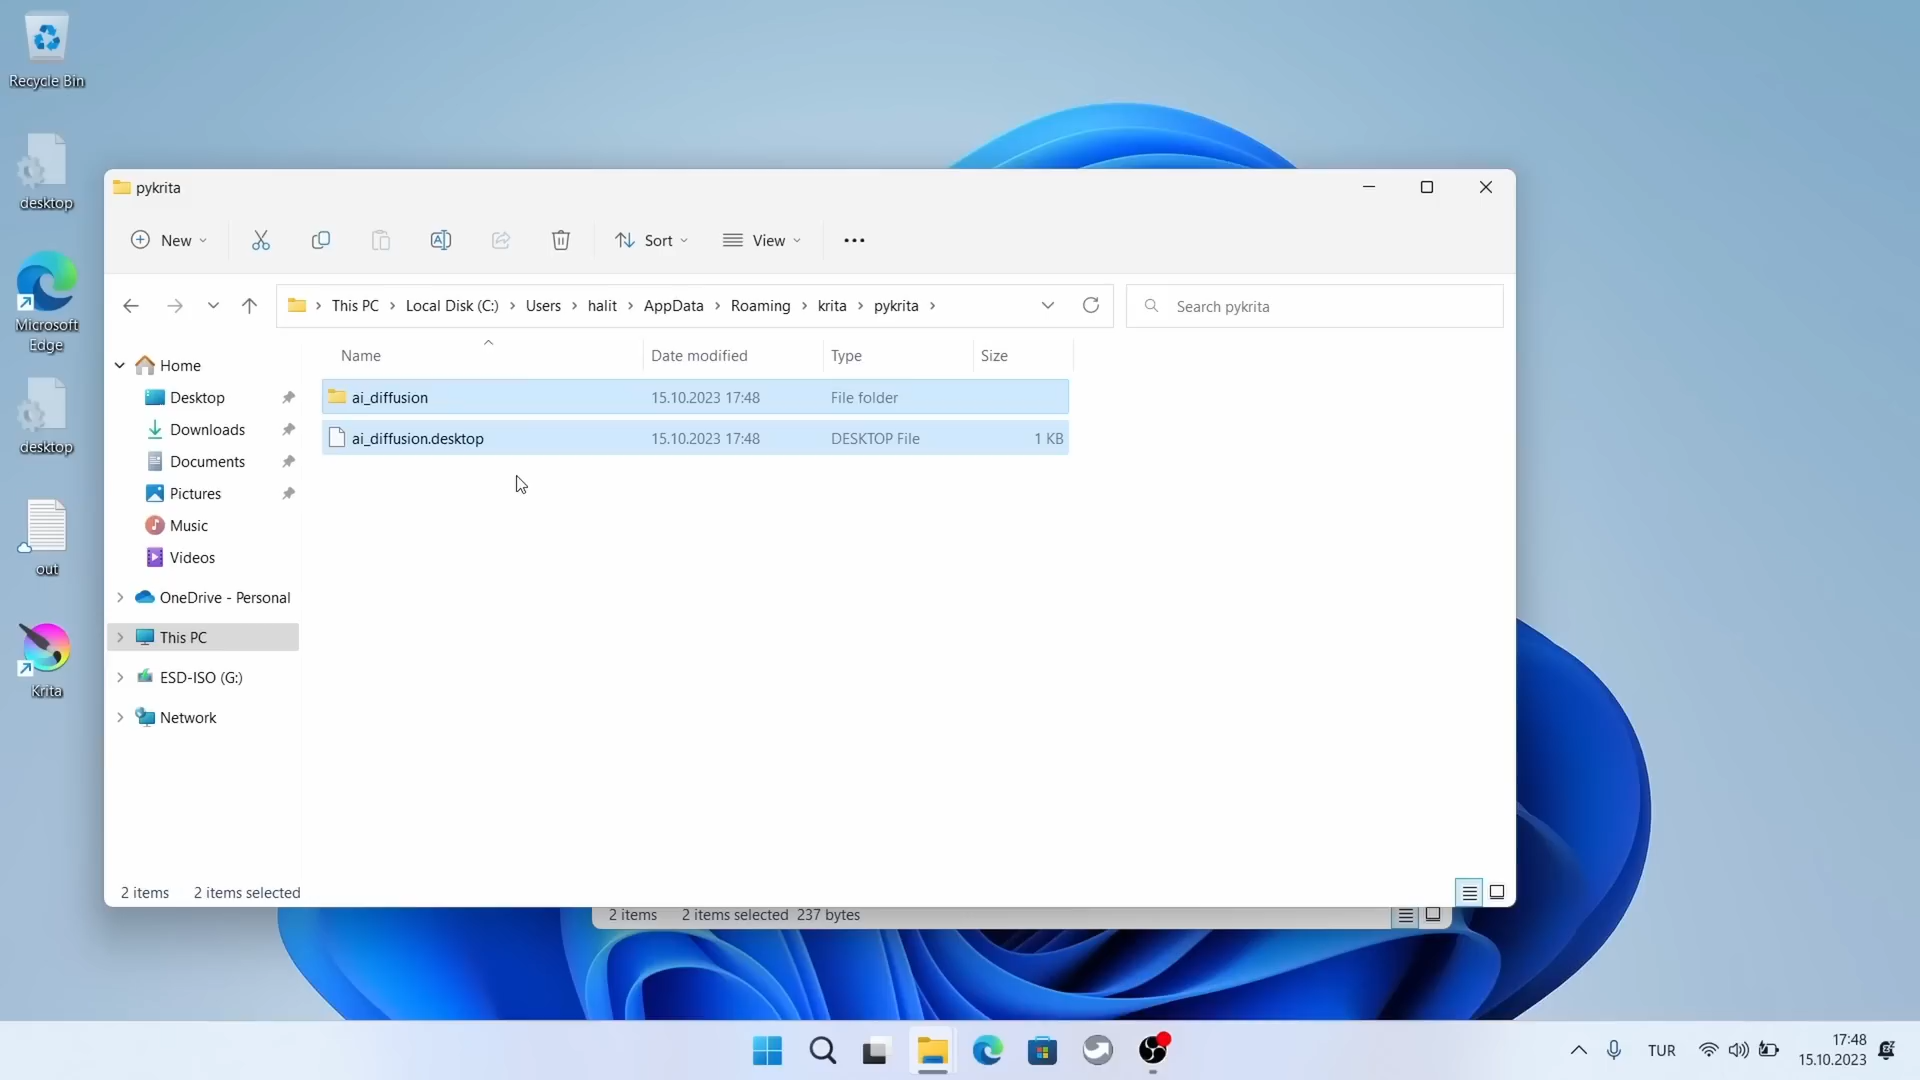 Recycle Bin
desktop
Microsoft
Edge
desktop
out
Krita
pykrita
New
Sort
View
This PC
Local Disk (C:)
Users
halit
AppData
Roaming
krita
pykrita
Search pykrita
Name
Date modified
Type
Size
ai_diffusion
15.10.2023 17:48
File folder
ai_diffusion.desktop
15.10.2023 17:48
DESKTOP File
1 KB
Home
Desktop
Downloads
Documents
Pictures
Music
Videos
OneDrive - Personal
This PC
ESD-ISO (G:)
Network
2 items
2 items selected
2 items
2 items selected 237 bytes
TUR
17:48
15.10.2023